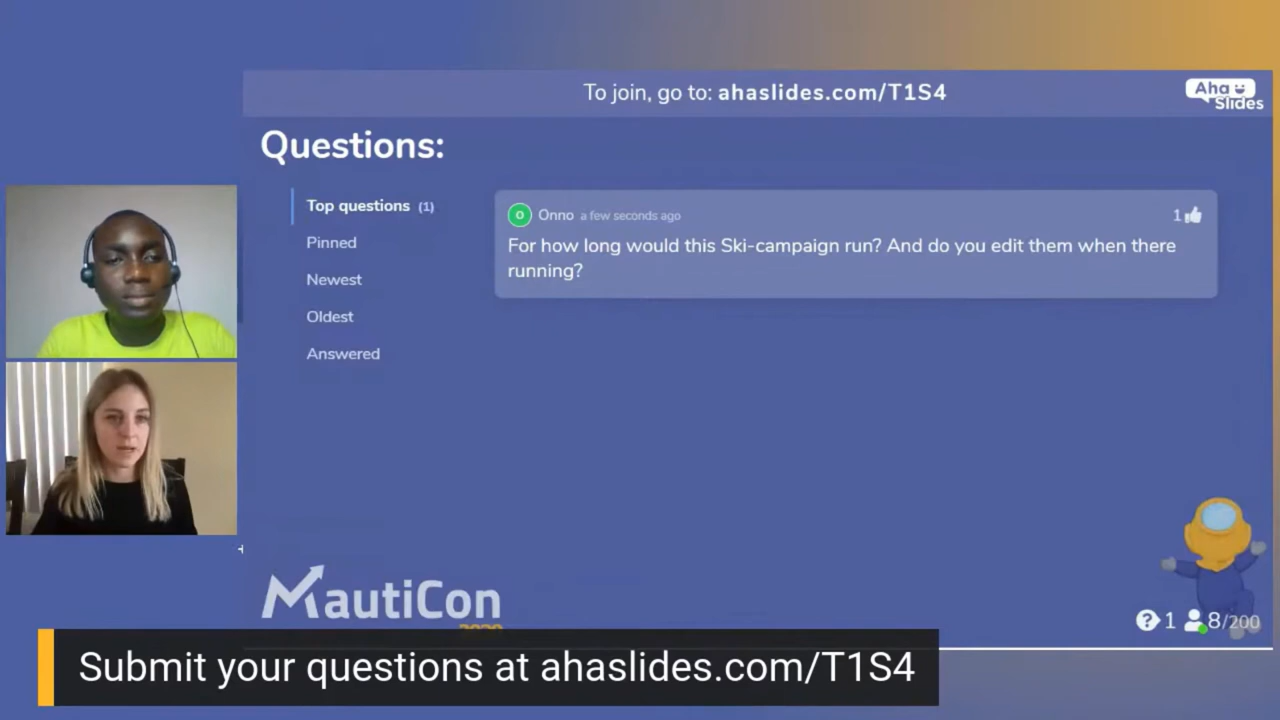 To join, go to: ahaslides.com/T1S4
Aha
Slides
Questions:
Top questions (1)
Pinned
Newest
Oldest
Answered
O Onno a few seconds ago 1
For how long would this Ski-campaign run? And do you edit them when there
running?
MautiCon
? 1 8/200
Submit your questions at ahaslides.com/T1S4